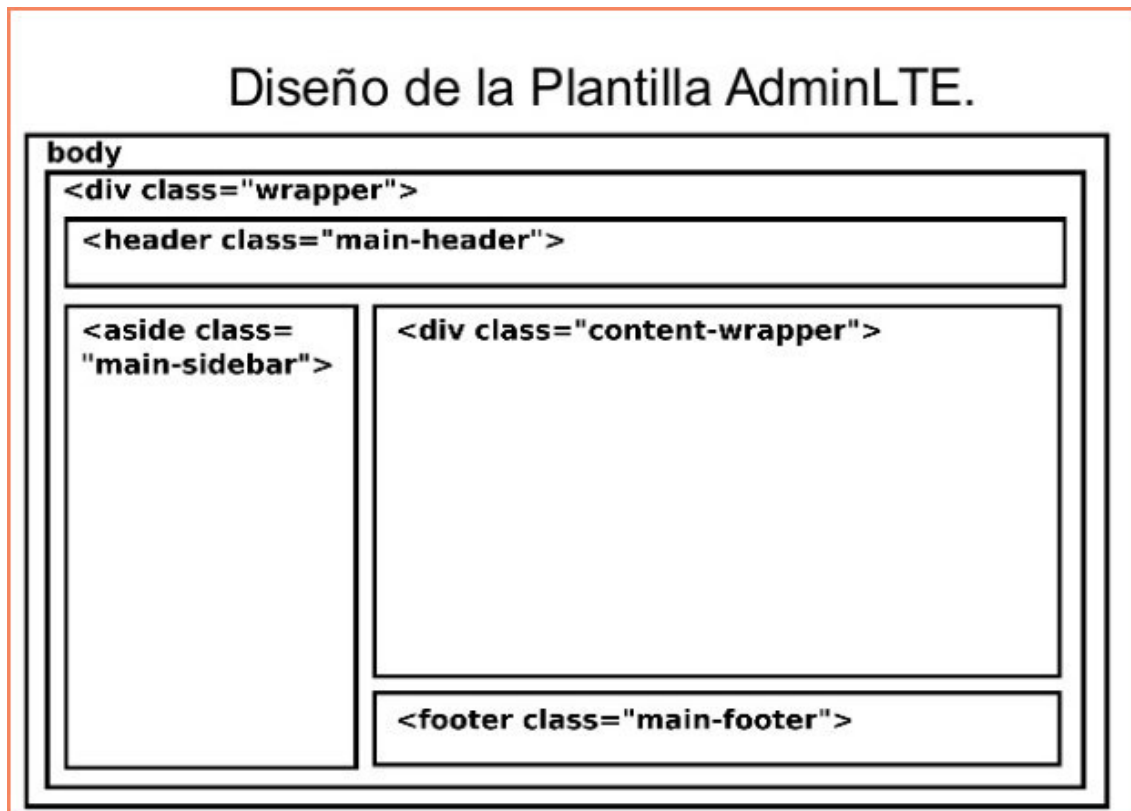 Diseño de la Plantilla AdminLTE.
body
<div class="wrapper">
<header class="main-header">
<aside class=
"main-sidebar">
<div class="content-wrapper">
<footer class="main-footer">